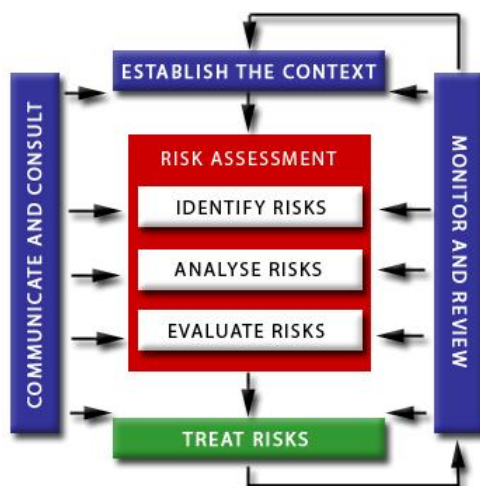 ESTABLISH THE CONTEXT
COMMUNICATE AND CONSULT
RISK ASSESSMENT
IDENTIFY RISKS
ANALYSE RISKS
EVALUATE RISKS
MONITOR AND REVIEW
TREAT RISKS